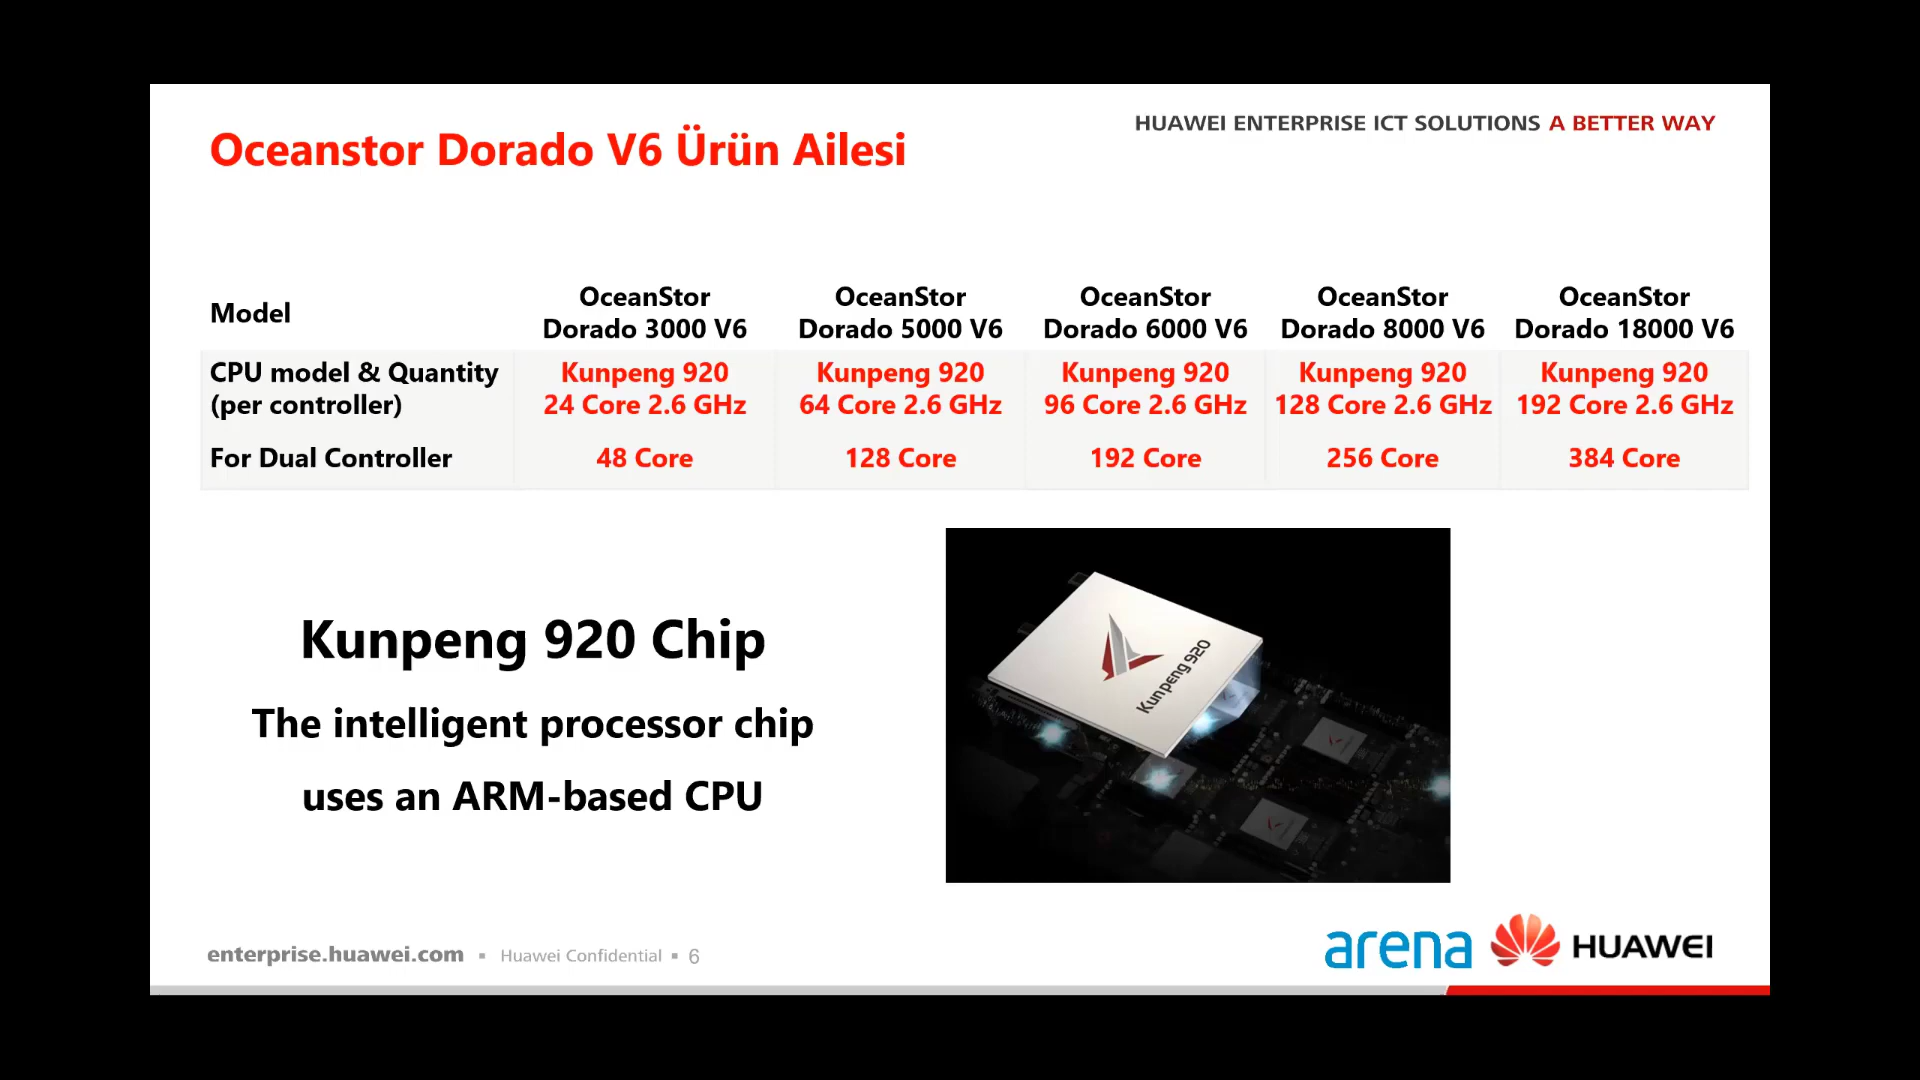 HUAWEI ENTERPRISE ICT SOLUTIONS A BETTER WAY
Oceanstor Dorado V6 Ürün Ailesi
Model
OceanStor
Dorado 3000 V6
OceanStor
Dorado 5000 V6
OceanStor
Dorado 6000 V6
OceanStor
Dorado 8000 V6
OceanStor
Dorado 18000 V6
CPU model & Quantity
(per controller)
Kunpeng 920
24 Core 2.6 GHz
Kunpeng 920
64 Core 2.6 GHz
Kunpeng 920
96 Core 2.6 GHz
Kunpeng 920
128 Core 2.6 GHz
Kunpeng 920
192 Core 2.6 GHz
For Dual Controller
48 Core
128 Core
192 Core
256 Core
384 Core
Kunpeng 920 Chip
The intelligent processor chip
uses an ARM-based CPU
Kunpeng 920
enterprise.huawei.com ▪ Huawei Confidential ▪ 6
arena
HUAWEI